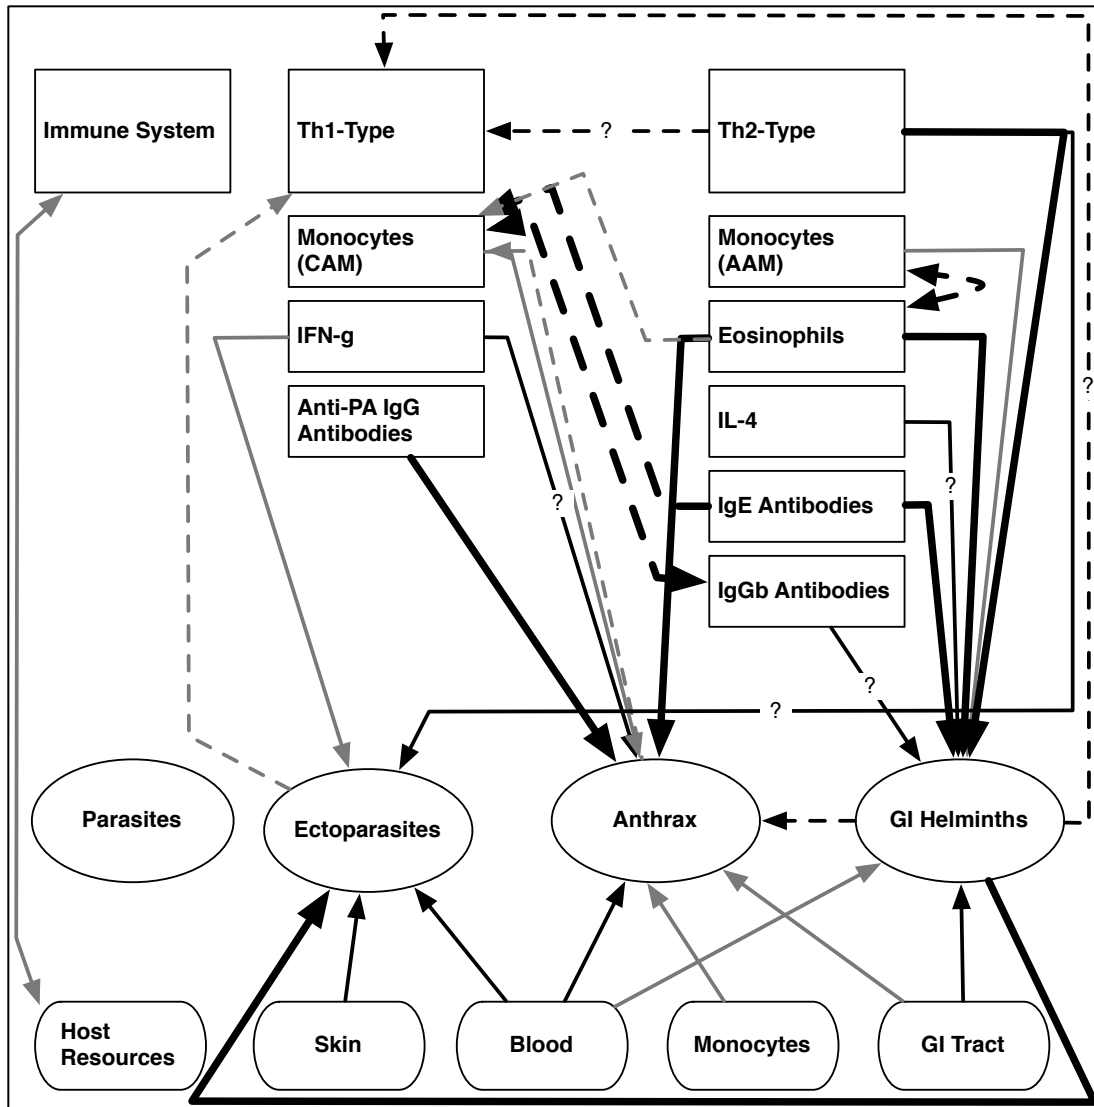 Immune System
Th1-Type
?
Th2-Type
Monocytes
(CAM)
Monocytes
(AAM)
IFN-g
Eosinophils
?
Anti-PA IgG
Antibodies
IL-4
?
?
IgE Antibodies
IgGb Antibodies
?
?
Parasites
Ectoparasites
Anthrax
GI Helminths
Host
Resources
Skin
Blood
Monocytes
GI Tract